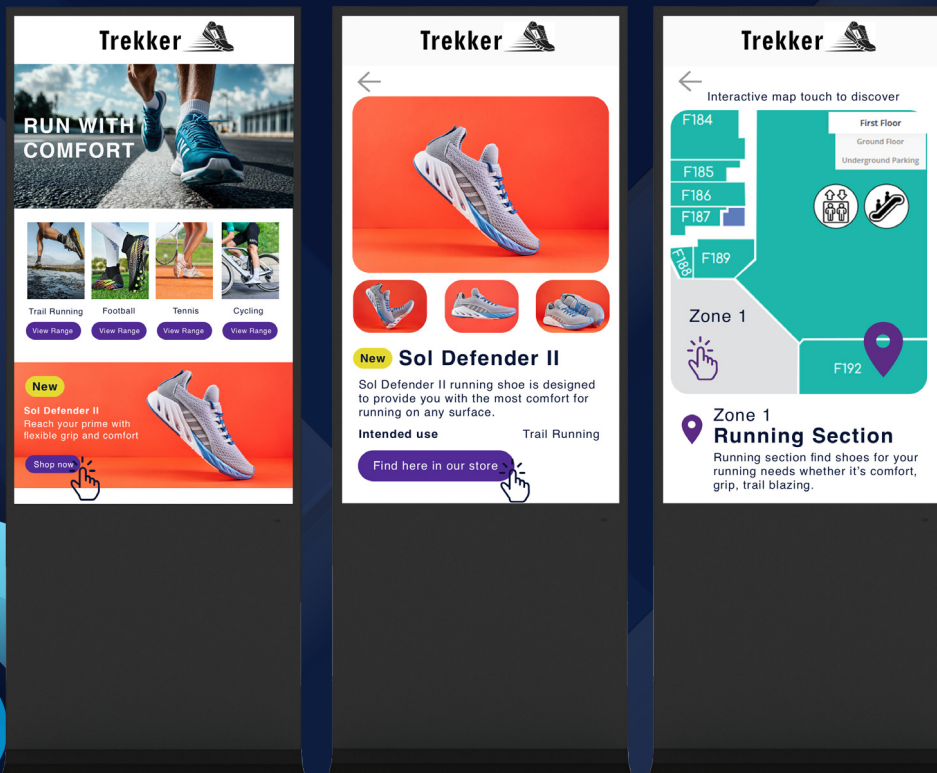 Trekker
RUN WITH
COMFORT
Trail Running
Football
Tennis
Cycling
View Range
View Range
View Range
View Range
New
Sol Defender II
Reach your prime with
flexible grip and comfort
Shop now
Trekker
New Sol Defender II
Sol Defender II running shoe is designed
to provide you with the most comfort for
running on any surface.
Intended use Trail Running
Find here in our store
Trekker
Interactive map touch to discover
F184
First Floor
Ground Floor
Underground Parking
F185
F186
F187
F188
F189
Zone 1
F192
Zone 1
Running Section
Running section find shoes for your
running needs whether it's comfort,
grip, trail blazing.